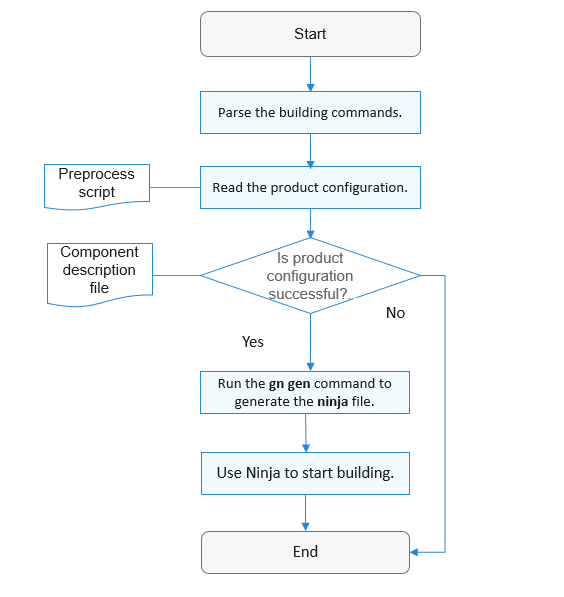 Start
Parse the building commands.
Preprocess
script
Read the product configuration.
Component
description
file
Is product
configuration
successful?
No
Yes
Run the gn gen command to
generate the ninja file.
Use Ninja to start building.
End